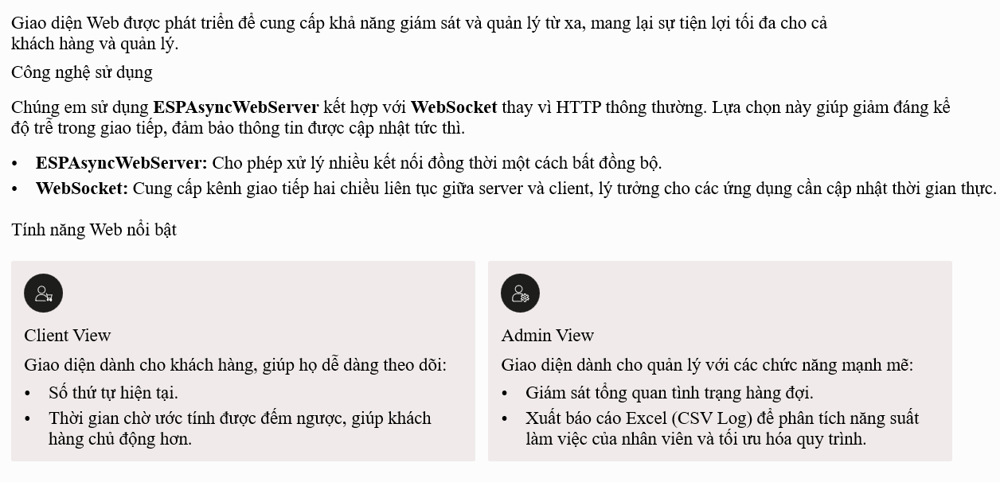 Giao diện Web được phát triển để cung cấp khả năng giám sát và quản lý từ xa, mang lại sự tiện lợi tối đa cho cả
khách hàng và quản lý.
Công nghệ sử dụng
Chúng em sử dụng ESPAsyncWebServer kết hợp với WebSocket thay vì HTTP thông thường. Lựa chọn này giúp giảm đáng kể
độ trễ trong giao tiếp, đảm bảo thông tin được cập nhật tức thì.
• ESPAsyncWebServer: Cho phép xử lý nhiều kết nối đồng thời một cách bất đồng bộ.
• WebSocket: Cung cấp kênh giao tiếp hai chiều liên tục giữa server và client, lý tưởng cho các ứng dụng cần cập nhật thời gian thực.
Tính năng Web nổi bật
Client View
Giao diện dành cho khách hàng, giúp họ dễ dàng theo dõi:
• Số thứ tự hiện tại.
• Thời gian chờ ước tính được đếm ngược, giúp khách
hàng chủ động hơn.
Admin View
Giao diện dành cho quản lý với các chức năng mạnh mẽ:
• Giám sát tổng quan tình trạng hàng đợi.
• Xuất báo cáo Excel (CSV Log) để phân tích năng suất
làm việc của nhân viên và tối ưu hóa quy trình.